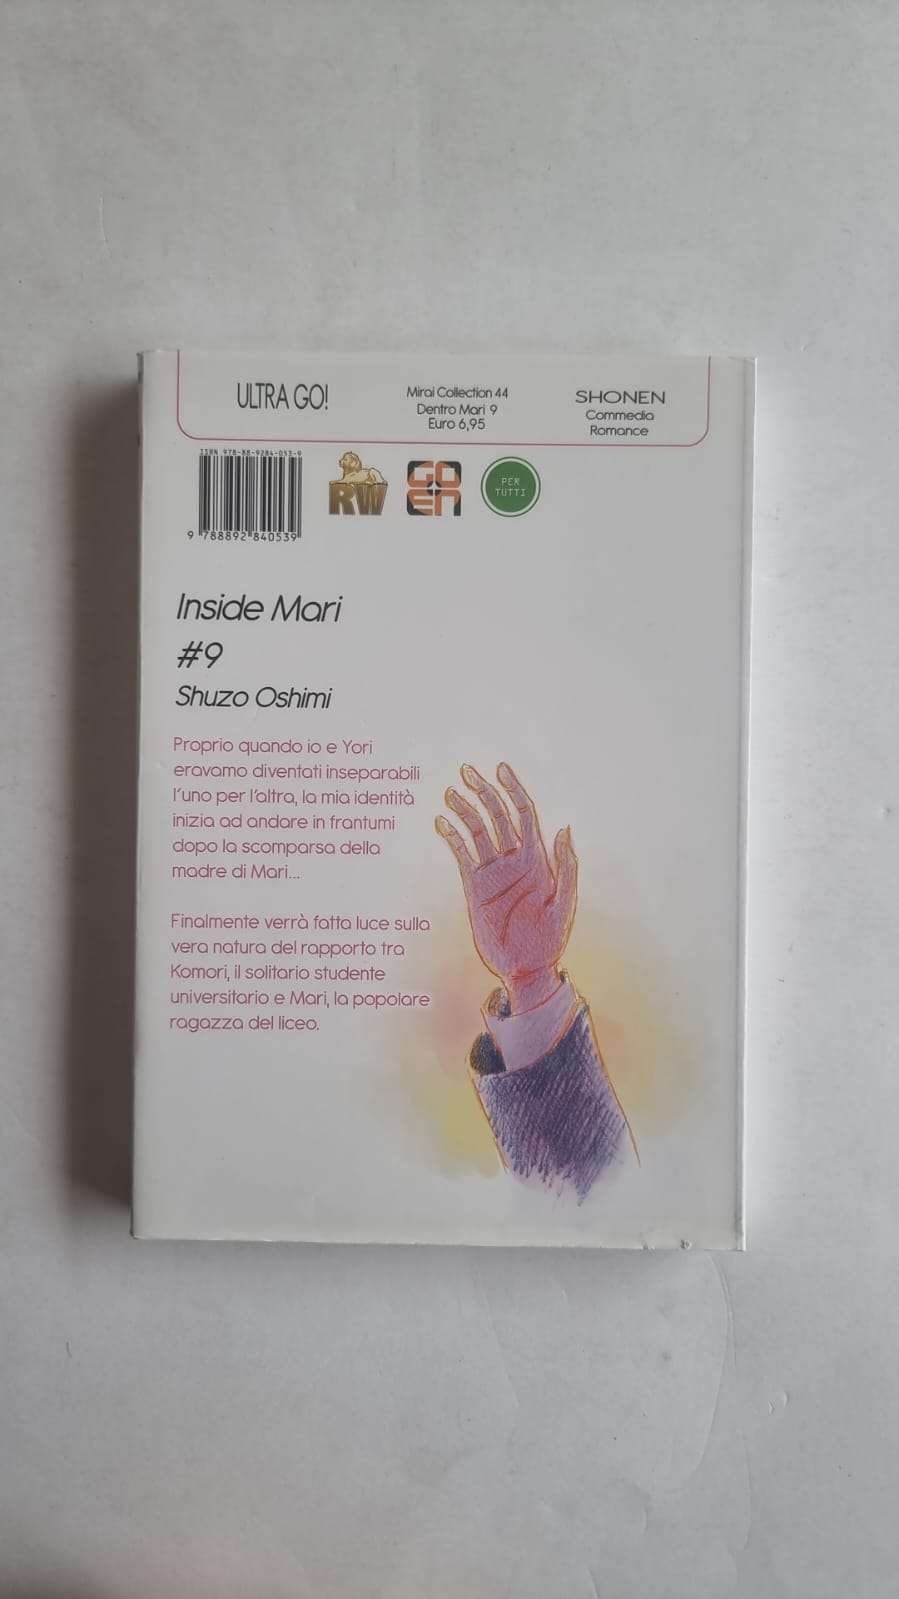 ULTRA GO!
Mirai Collection 44
Dentro Mari 9
Euro 6,95
SHONEN
Commedia
Romance
ISBN 978-88-9284-053-9
9 788892 840539
RW
GOEN
PER
TUTTI
Inside Mari
#9
Shuzo Oshimi
Proprio quando io e Yori
eravamo diventati inseparabili
l'uno per l'altra, la mia identità
inizia ad andare in frantumi
dopo la scomparsa della
madre di Mari...
Finalmente verrà fatta luce sulla
vera natura del rapporto tra
Komori, il solitario studente
universitario e Mari, la popolare
ragazza del liceo.